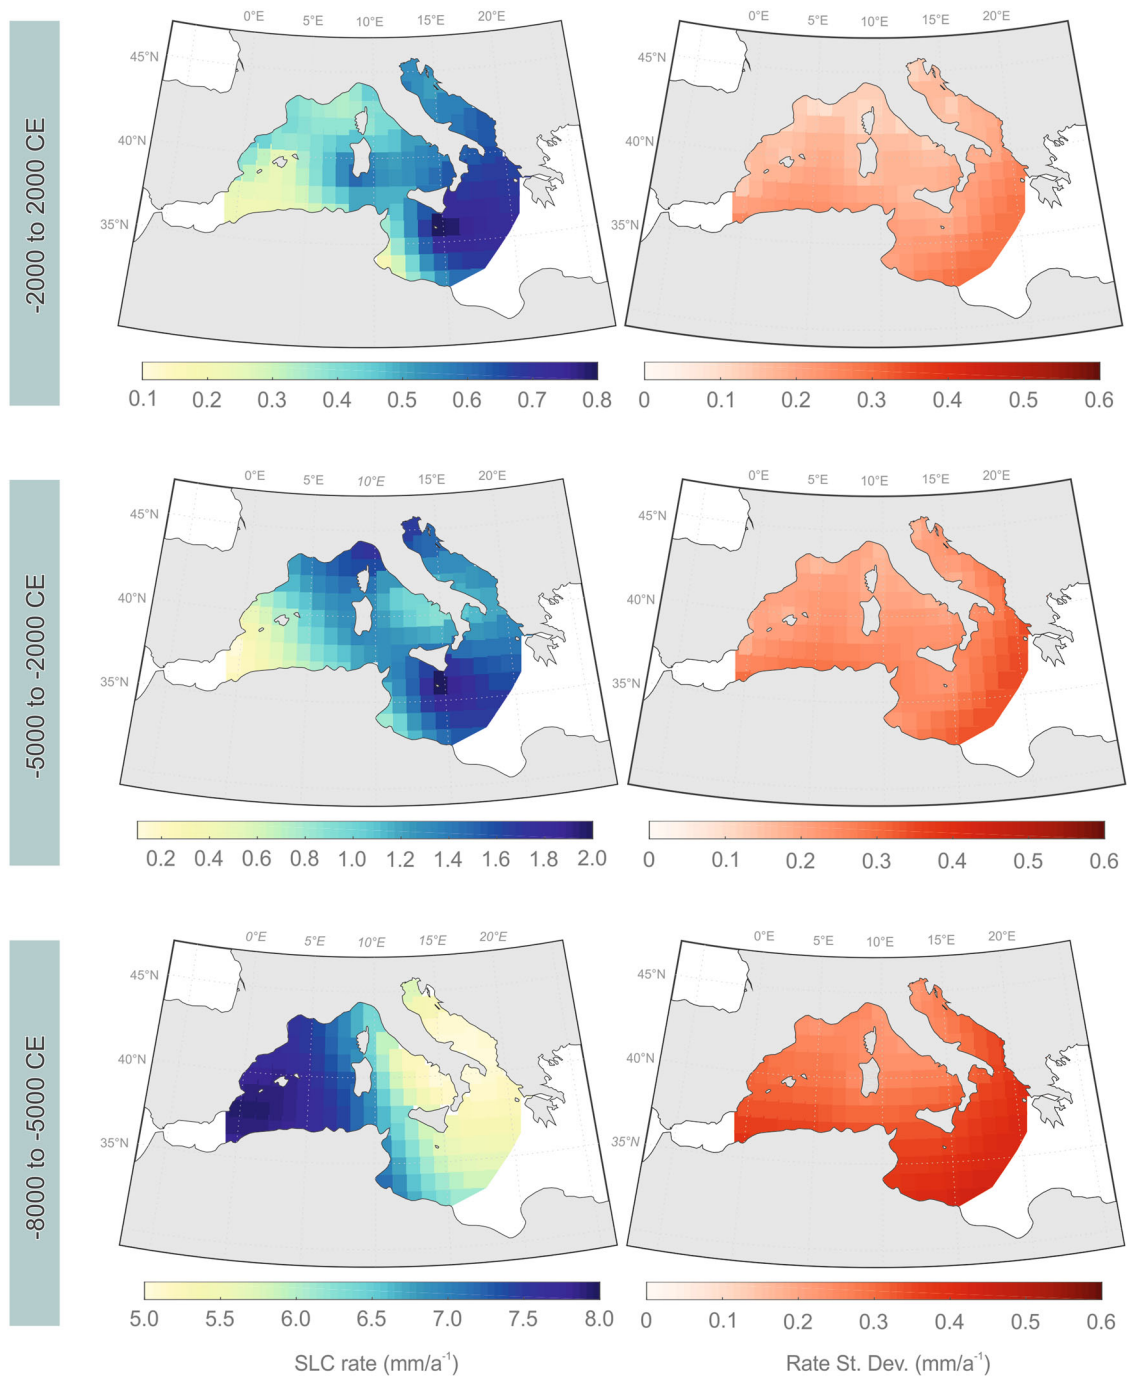 -2000 to 2000 CE
0°E 5°E 10°E 15°E 20°E
0°E 5°E 10°E 15°E 20°E
45°N
40°N
35°N
45°N
40°N
35°N
0.1 0.2 0.3 0.4 0.5 0.6 0.7 0.8
0 0.1 0.2 0.3 0.4 0.5 0.6
-5000 to -2000 CE
0°E 5°E 10°E 15°E 20°E
0°E 5°E 10°E 15°E 20°E
45°N
40°N
35°N
45°N
40°N
35°N
0.2 0.4 0.6 0.8 1.0 1.2 1.4 1.6 1.8 2.0
0 0.1 0.2 0.3 0.4 0.5 0.6
-8000 to -5000 CE
0°E 5°E 10°E 15°E 20°E
0°E 5°E 10°E 15°E 20°E
45°N
40°N
35°N
45°N
40°N
35°N
5.0 5.5 6.0 6.5 7.0 7.5 8.0
0 0.1 0.2 0.3 0.4 0.5 0.6
SLC rate (mm/a⁻¹)
Rate St. Dev. (mm/a⁻¹)